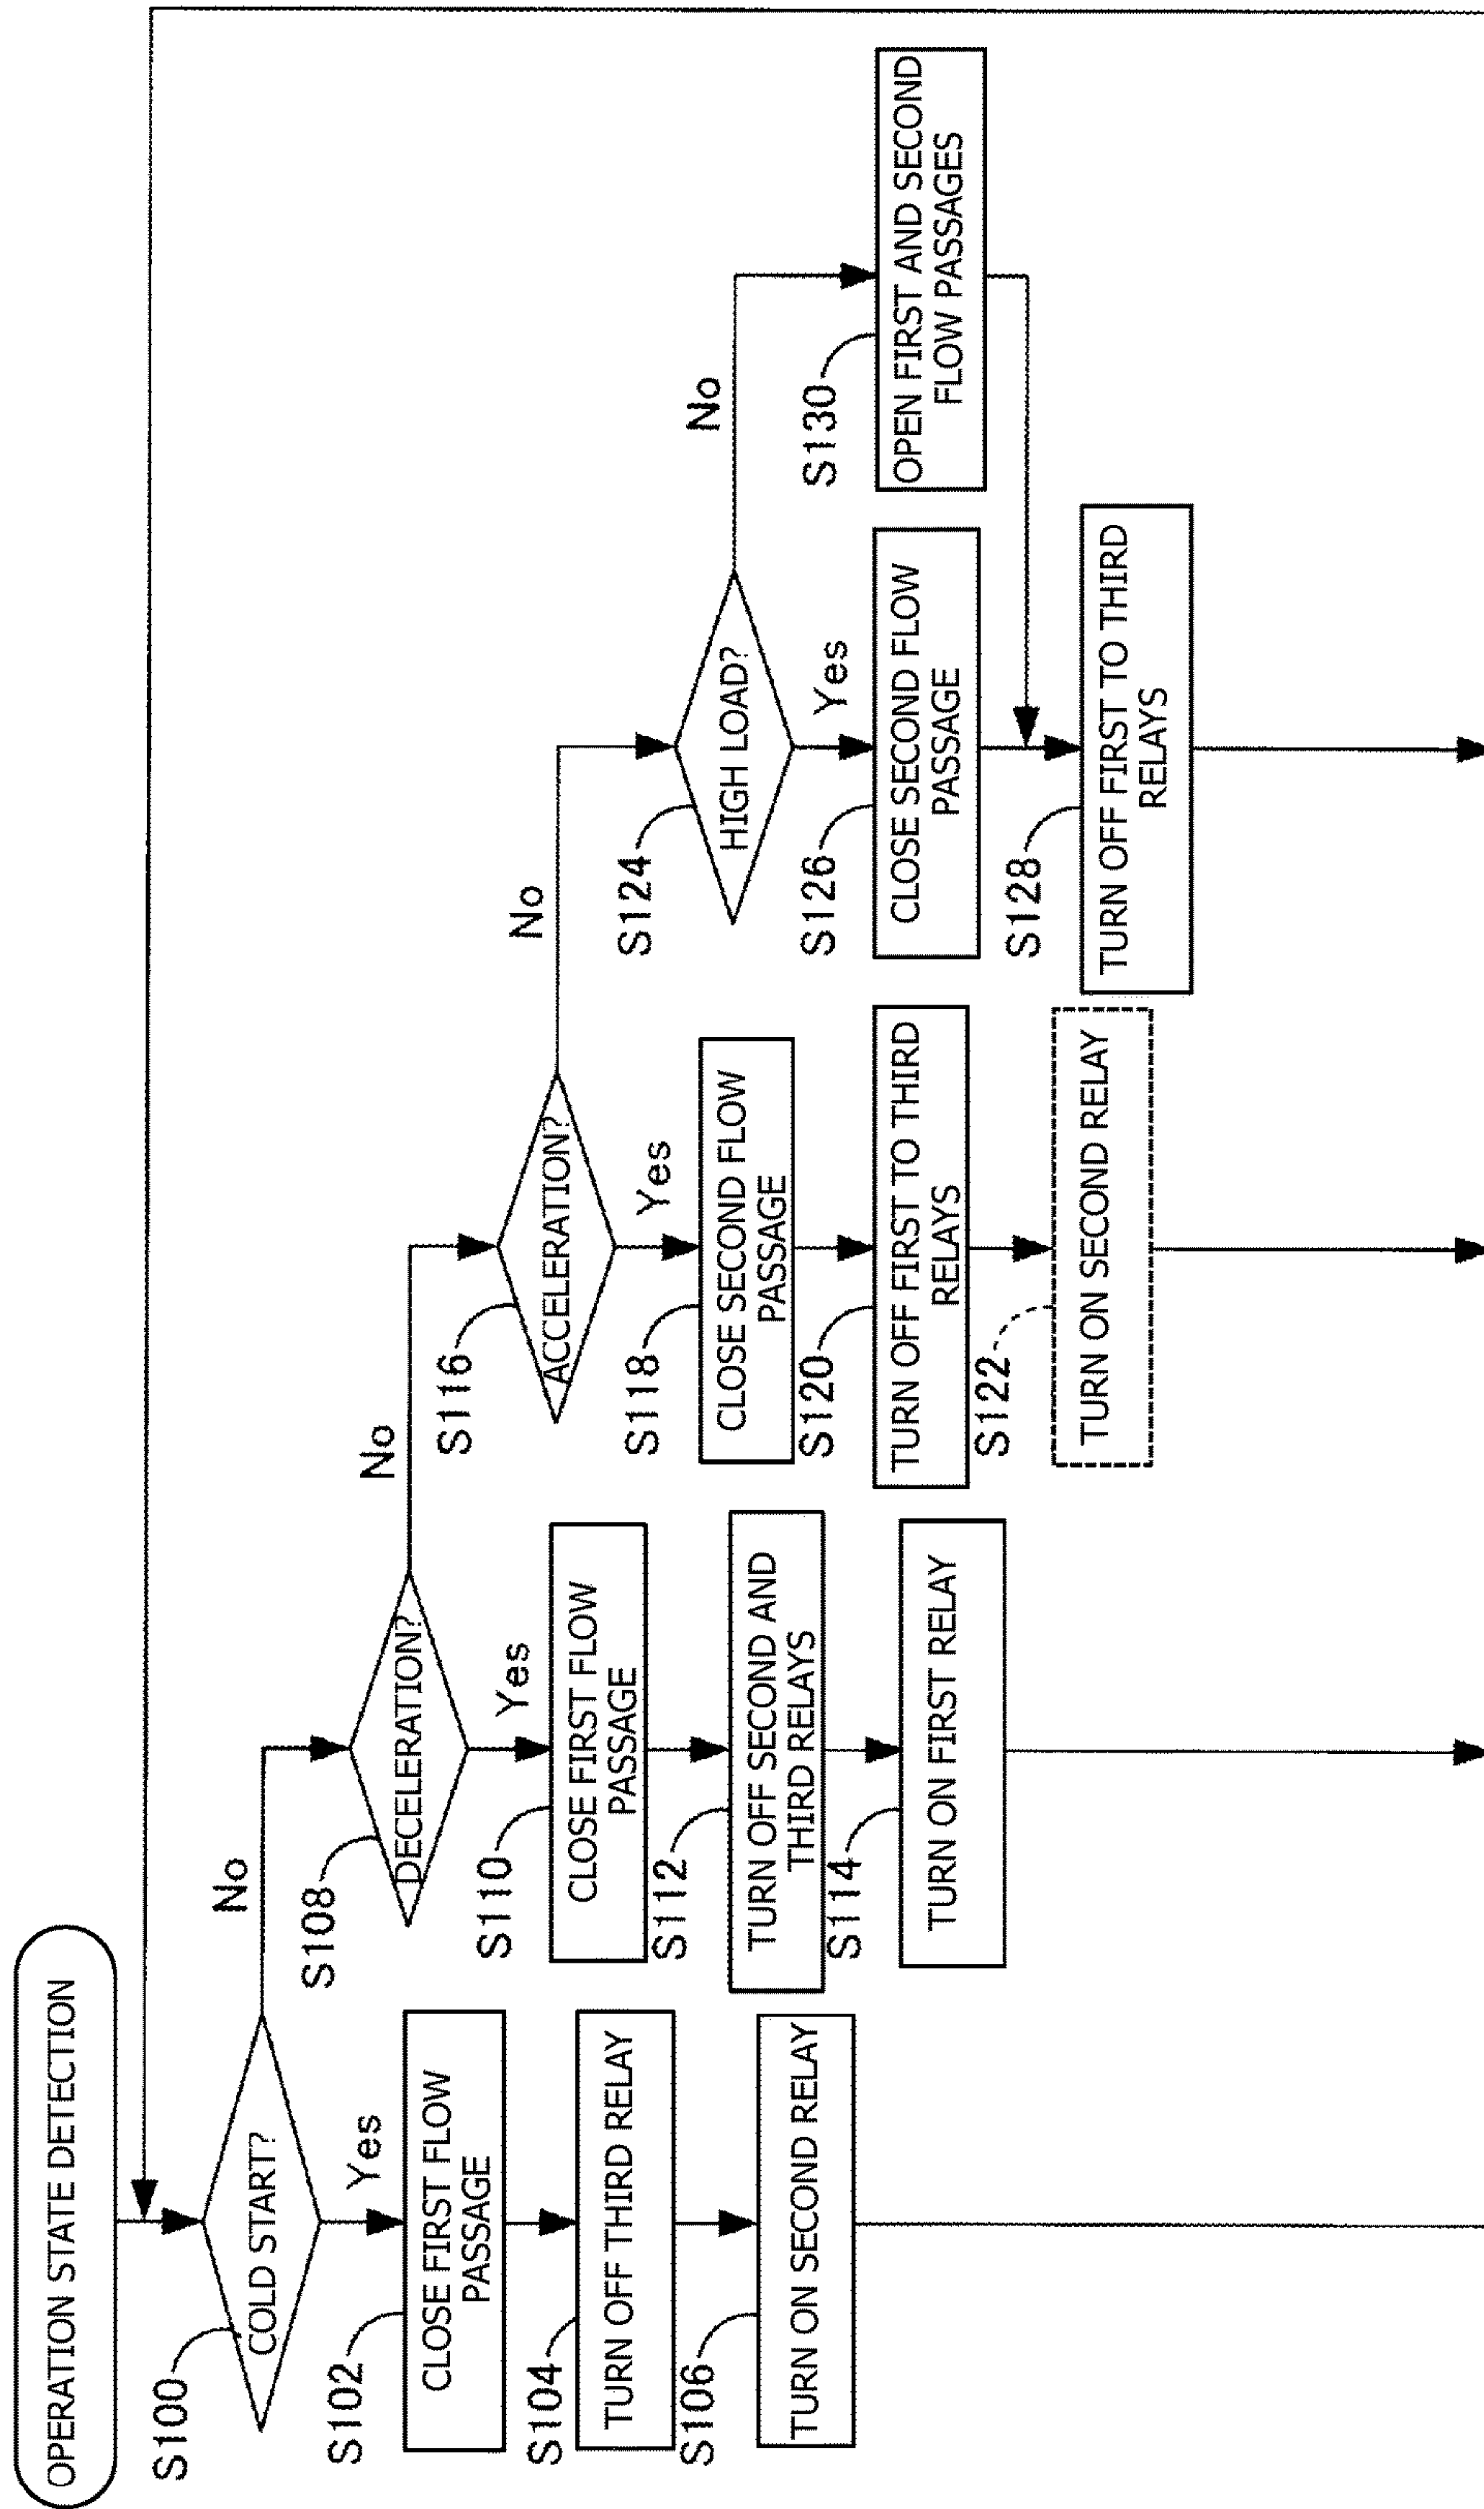 OPERATION STATE DETECTION
S100
COLD START?
No
Yes
S102
CLOSE FIRST FLOW
PASSAGE
S104
TURN OFF THIRD RELAY
S106
TURN ON SECOND RELAY
S108
DECELERATION?
No
Yes
S110
CLOSE FIRST FLOW
PASSAGE
S112
TURN OFF SECOND AND
THIRD RELAYS
S114
TURN ON FIRST RELAY
S116
ACCELERATION?
No
Yes
S118
CLOSE SECOND FLOW
PASSAGE
S120
TURN OFF FIRST TO THIRD
RELAYS
S122
TURN ON SECOND RELAY
S124
HIGH LOAD?
No
Yes
S126
CLOSE SECOND FLOW
PASSAGE
S128
TURN OFF FIRST TO THIRD
RELAYS
S130
OPEN FIRST AND SECOND
FLOW PASSAGES